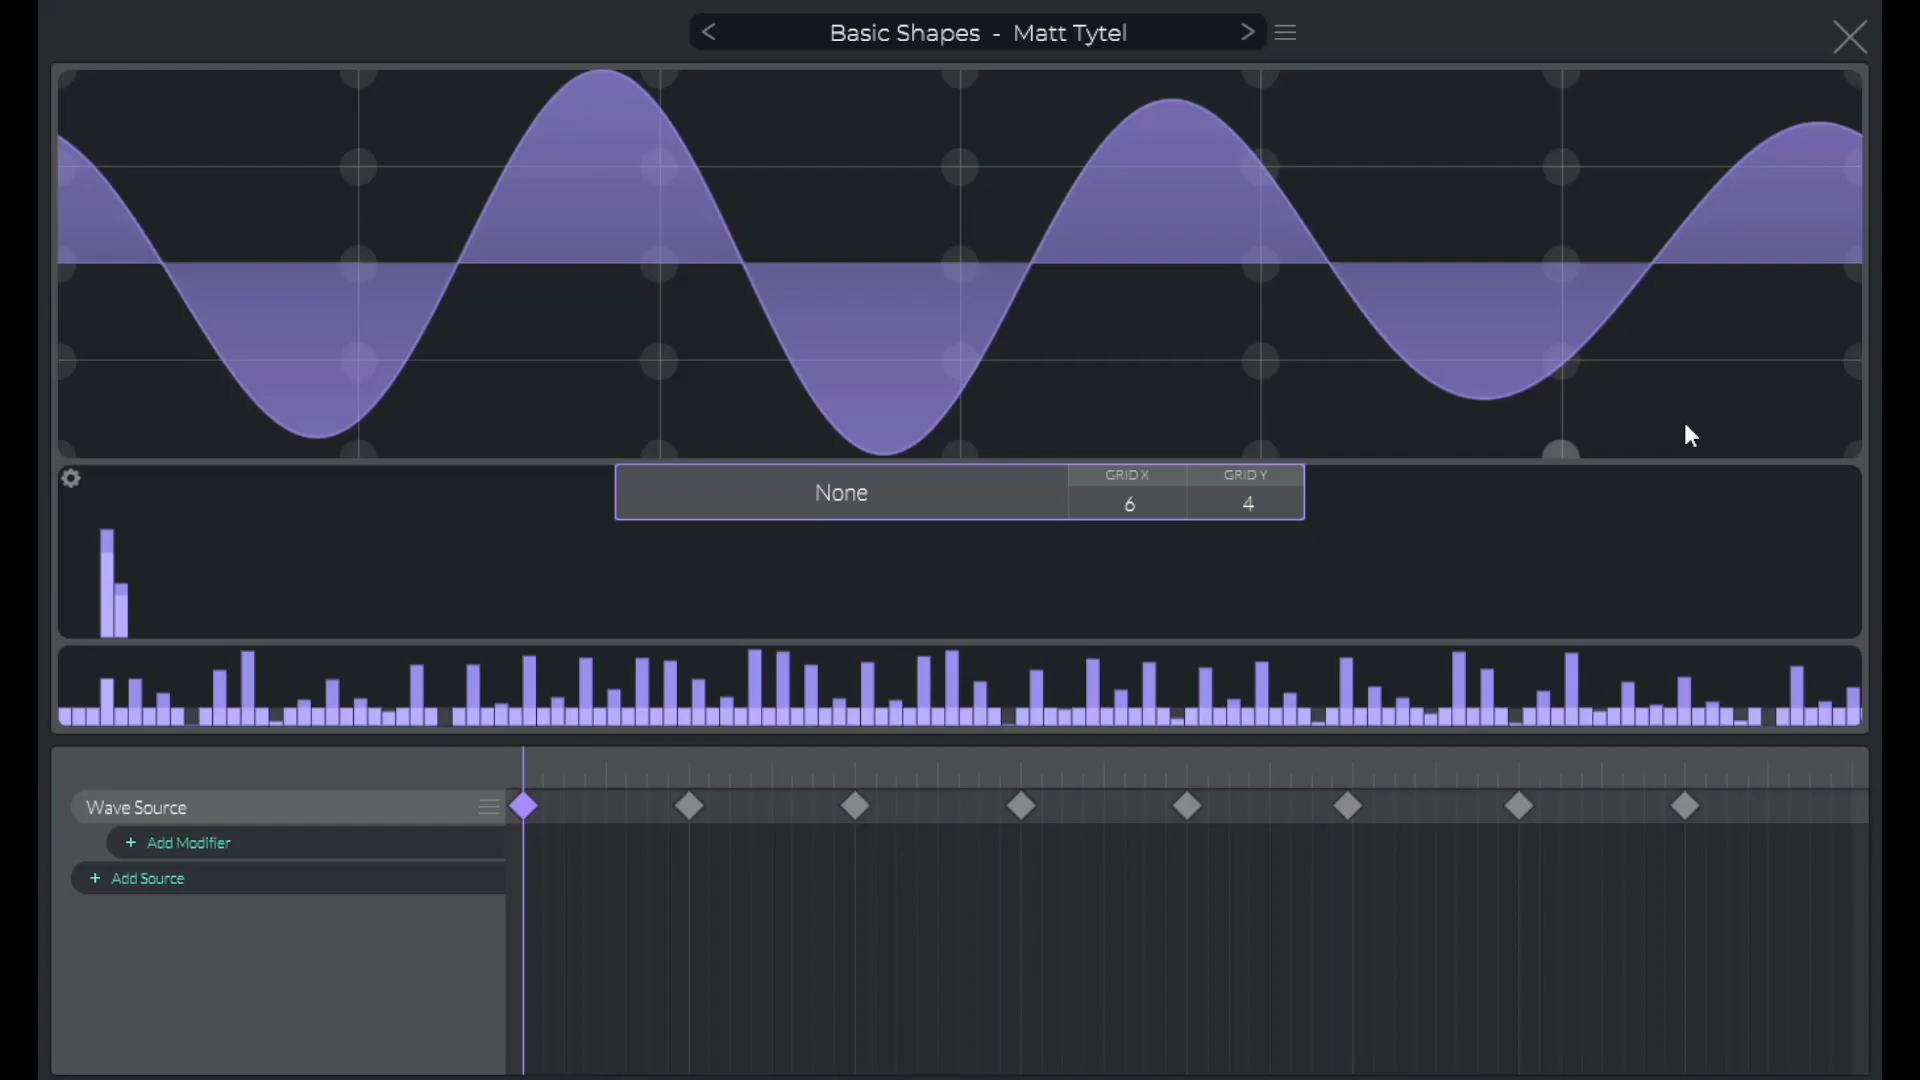 Basic Shapes - Matt Tytel
None
GRID X
GRID Y
6
4
Wave Source
+ Add Modifier
+ Add Source